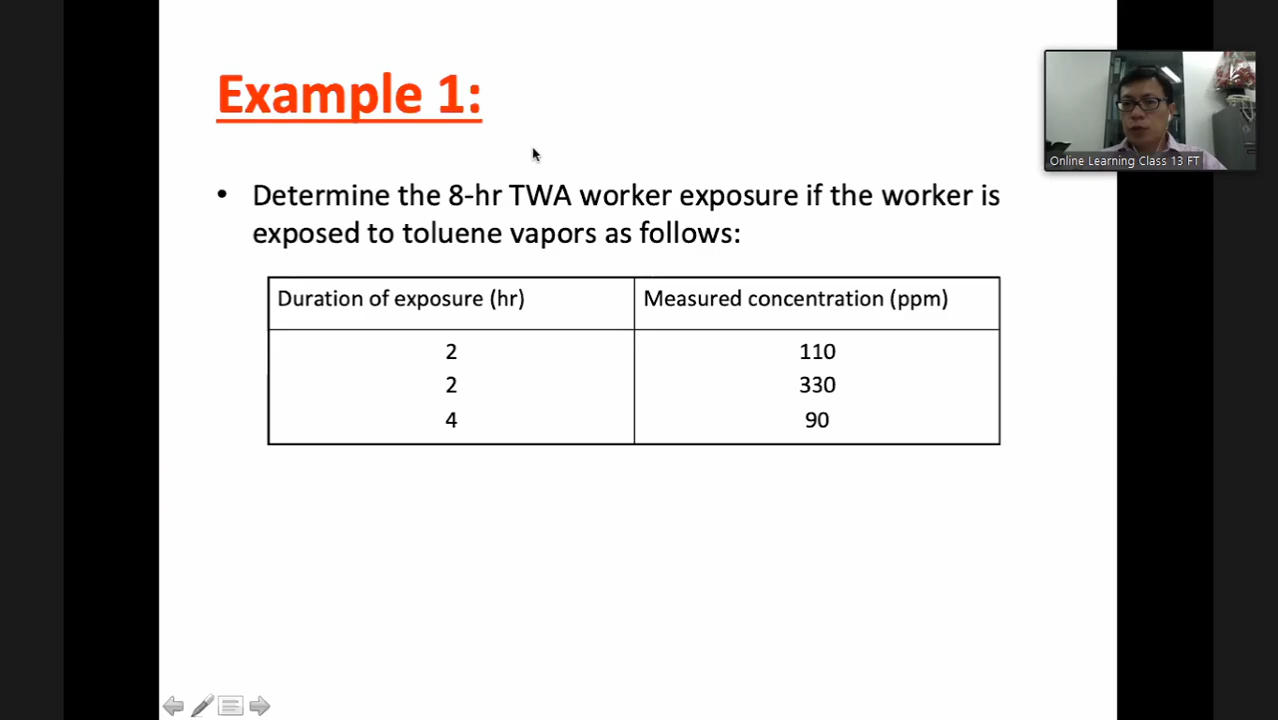 Example 1:
Online Learning Class 13 FT
• Determine the 8-hr TWA worker exposure if the worker is
exposed to toluene vapors as follows:
Duration of exposure (hr) Measured concentration (ppm)
2 110
2 330
4 90